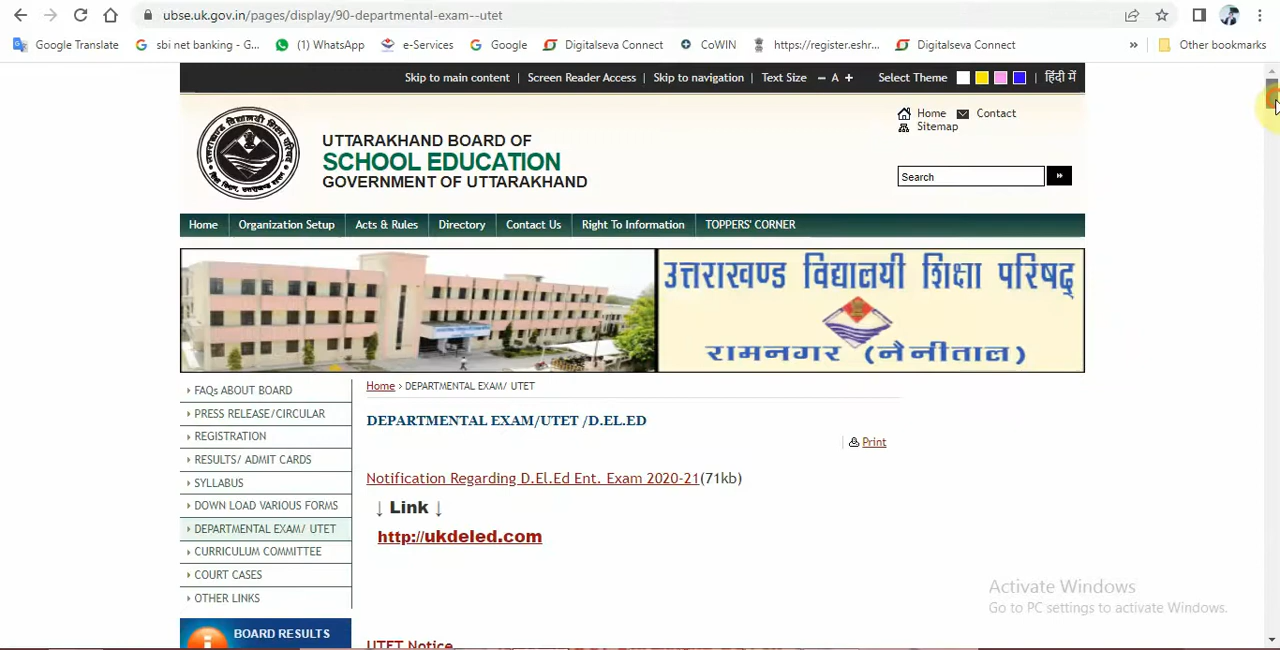 ubse.uk.gov.in/pages/display/90-departmental-exam--utet
Google Translate sbi net banking - G... (1) WhatsApp e-Services Google Digitalseva Connect CoWIN https://register.eshr... Digitalseva Connect » Other bookmarks
Skip to main content | Screen Reader Access | Skip to navigation | Text Size − A + Select Theme | हिंदी में
Home Contact
Sitemap
UTTARAKHAND BOARD OF
SCHOOL EDUCATION
GOVERNMENT OF UTTARAKHAND
Search
Home Organization Setup Acts & Rules Directory Contact Us Right To Information TOPPERS' CORNER
उत्तराखण्ड विद्यालयी शिक्षा परिषद्
रामनगर (नैनीताल)
Home › DEPARTMENTAL EXAM/ UTET
FAQs ABOUT BOARD
PRESS RELEASE/CIRCULAR
REGISTRATION
RESULTS/ ADMIT CARDS
SYLLABUS
DOWN LOAD VARIOUS FORMS
DEPARTMENTAL EXAM/ UTET
CURRICULUM COMMITTEE
COURT CASES
OTHER LINKS
BOARD RESULTS
DEPARTMENTAL EXAM/UTET /D.EL.ED
Print
Notification Regarding D.El.Ed Ent. Exam 2020-21(71kb)
↓ Link ↓
http://ukdeled.com
UTET Notice
Activate Windows
Go to PC settings to activate Windows.